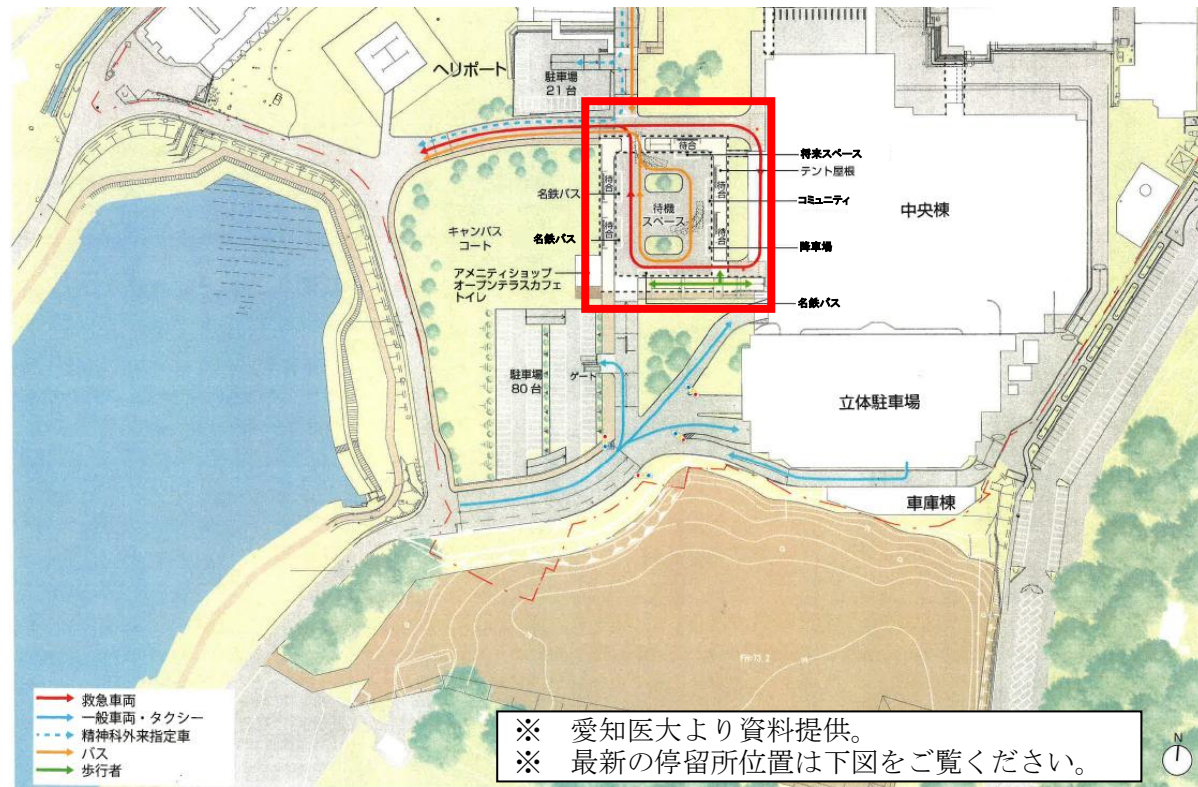 ヘリポート
H
駐車場
21台
待合
将来スペース
テント屋根
待合
待合
名鉄バス
待機
スペース
コミュニティ
中央棟
キャンパス
コート
名鉄バス
待合
待合
降車場
アメニティショップ
オープンテラスカフェ
トイレ
名鉄バス
駐車場
80台
ゲート
立体駐車場
車庫棟
救急車両
一般車両・タクシー
精神科外来指定車
バス
歩行者
※ 愛知医大より資料提供。
※ 最新の停留所位置は下図をご覧ください。
N